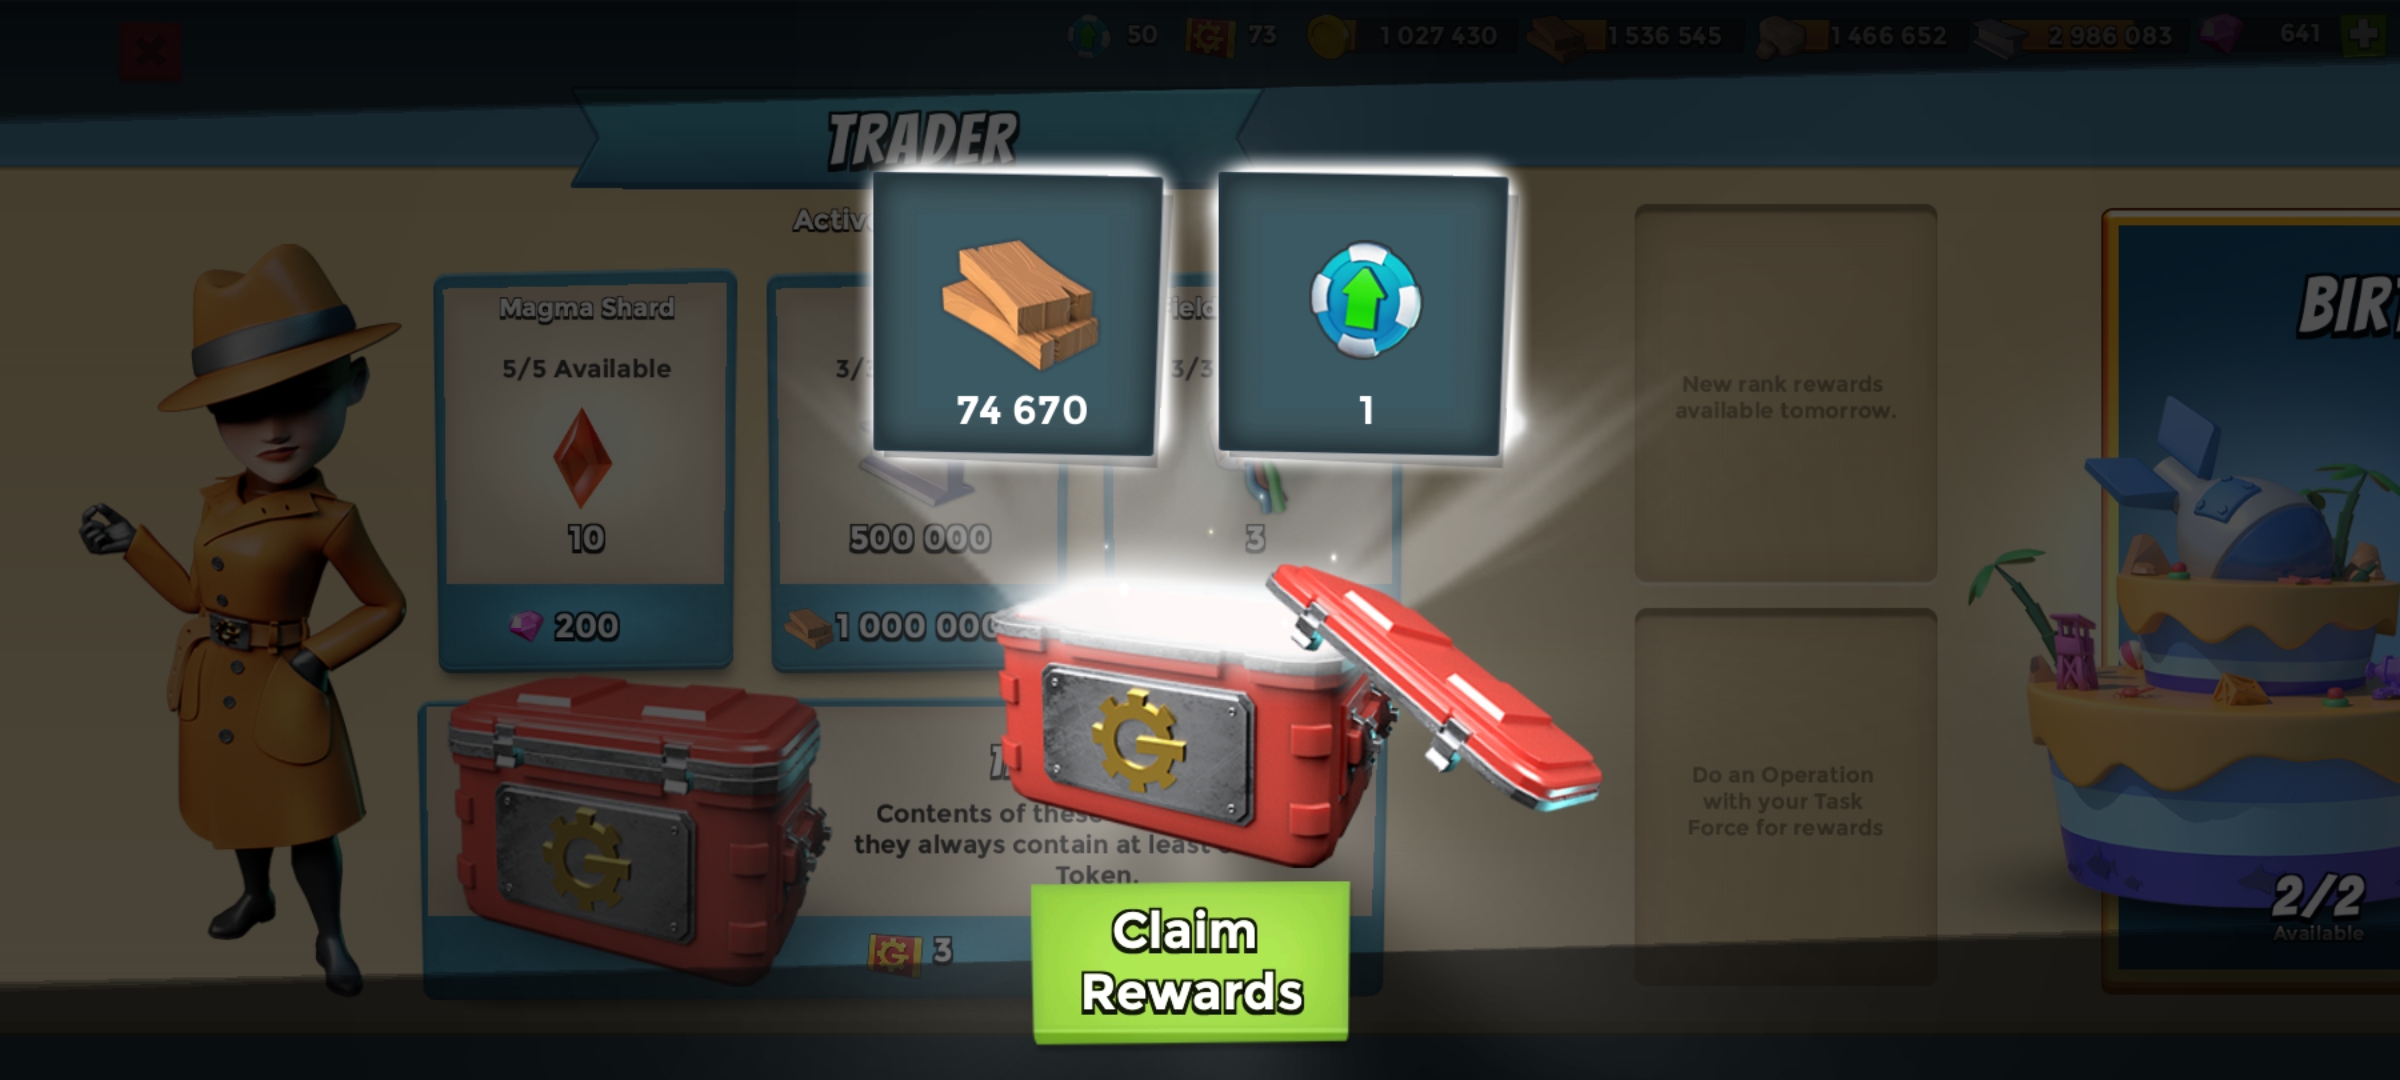 50
73
1 027 430
1 536 545
1 466 652
2 986 083
641
TRADER
74 670
1
Magma Shard
5/5 Available
10
200
500 000
1 000 000
3/3
3
New rank rewards
available tomorrow.
Contents of these
they always contain at least
Token.
3
Claim
Rewards
Do an Operation
with your Task
Force for rewards
2/2
Available